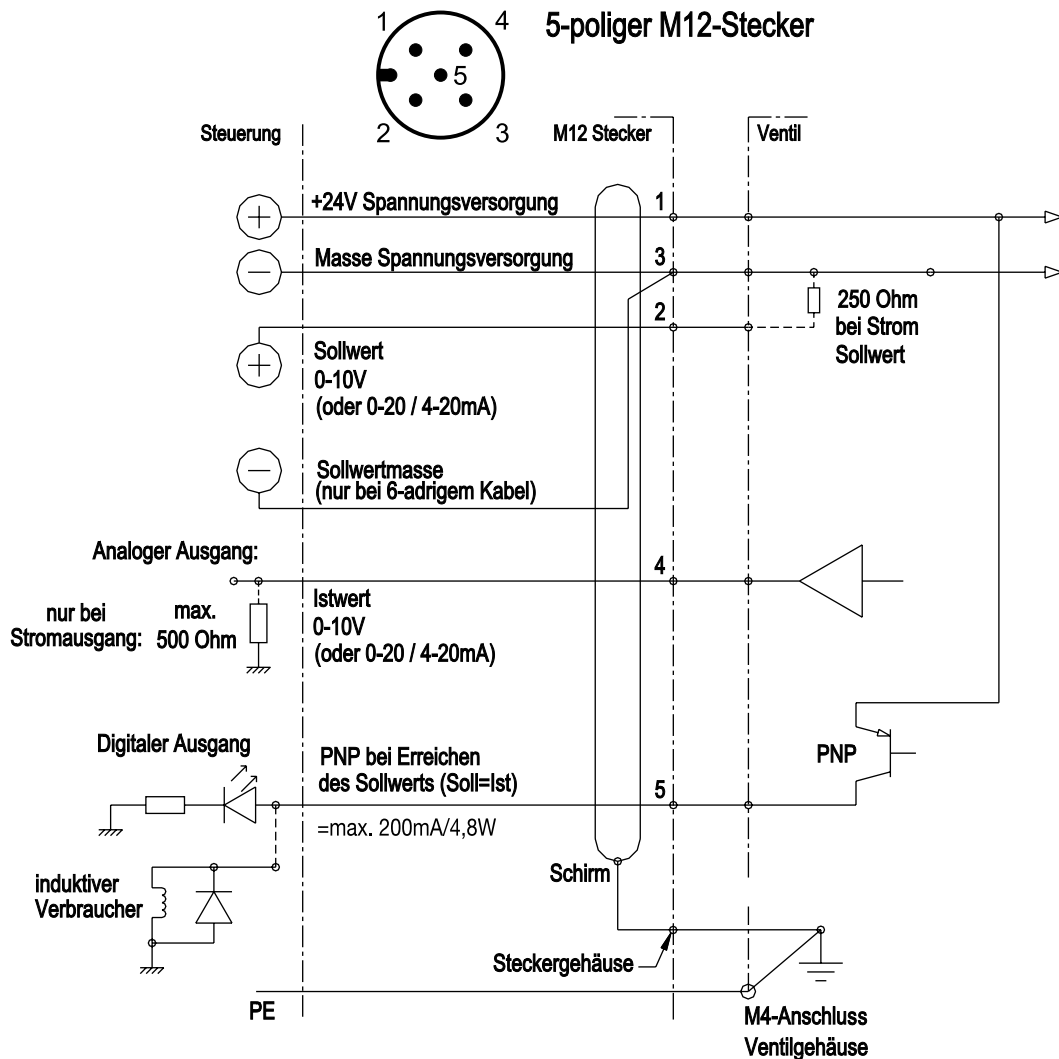 5-poliger M12-Stecker
1
4
5
2
3
Steuerung
M12 Stecker
Ventil
+24V Spannungsversorgung
1
Masse Spannungsversorgung
3
2
250 Ohm
bei Strom
Sollwert
Sollwert
0-10V
(oder 0-20 / 4-20mA)
Sollwertmasse
(nur bei 6-adrigem Kabel)
Analoger Ausgang:
4
nur bei
Stromausgang:
max.
500 Ohm
Istwert
0-10V
(oder 0-20 / 4-20mA)
Digitaler Ausgang
PNP bei Erreichen
des Sollwerts (Soll=Ist)
5
PNP
=max. 200mA/4,8W
induktiver
Verbraucher
Schirm
Steckergehäuse
PE
M4-Anschluss
Ventilgehäuse